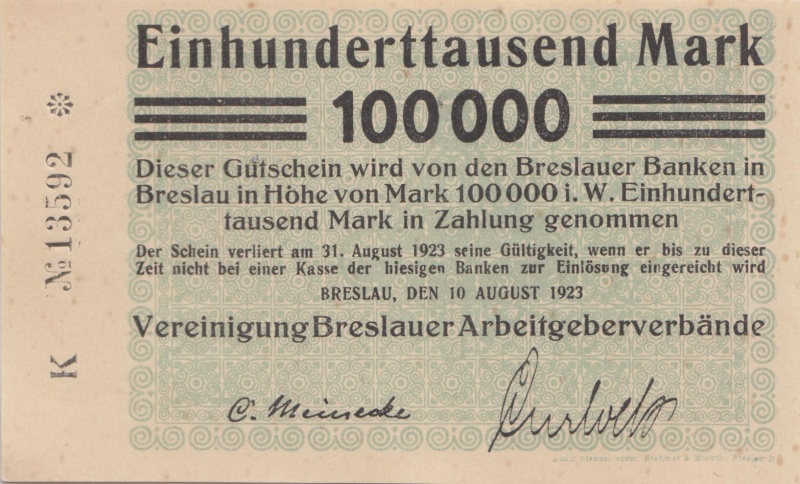 Einhunderttausend Mark
100 000
Dieser Gutschein wird von den Breslauer Banken in
Breslau in Höhe von Mark 100 000 i. W. Einhundert-
tausend Mark in Zahlung genommen
Der Schein verliert am 31. August 1923 seine Gültigkeit, wenn er bis zu dieser
Zeit nicht bei einer Kasse der hiesigen Banken zur Einlösung eingereicht wird
BRESLAU, DEN 10 AUGUST 1923
Vereinigung Breslauer Arbeitgeberverbände
C. Meinecke
K № 13592 *